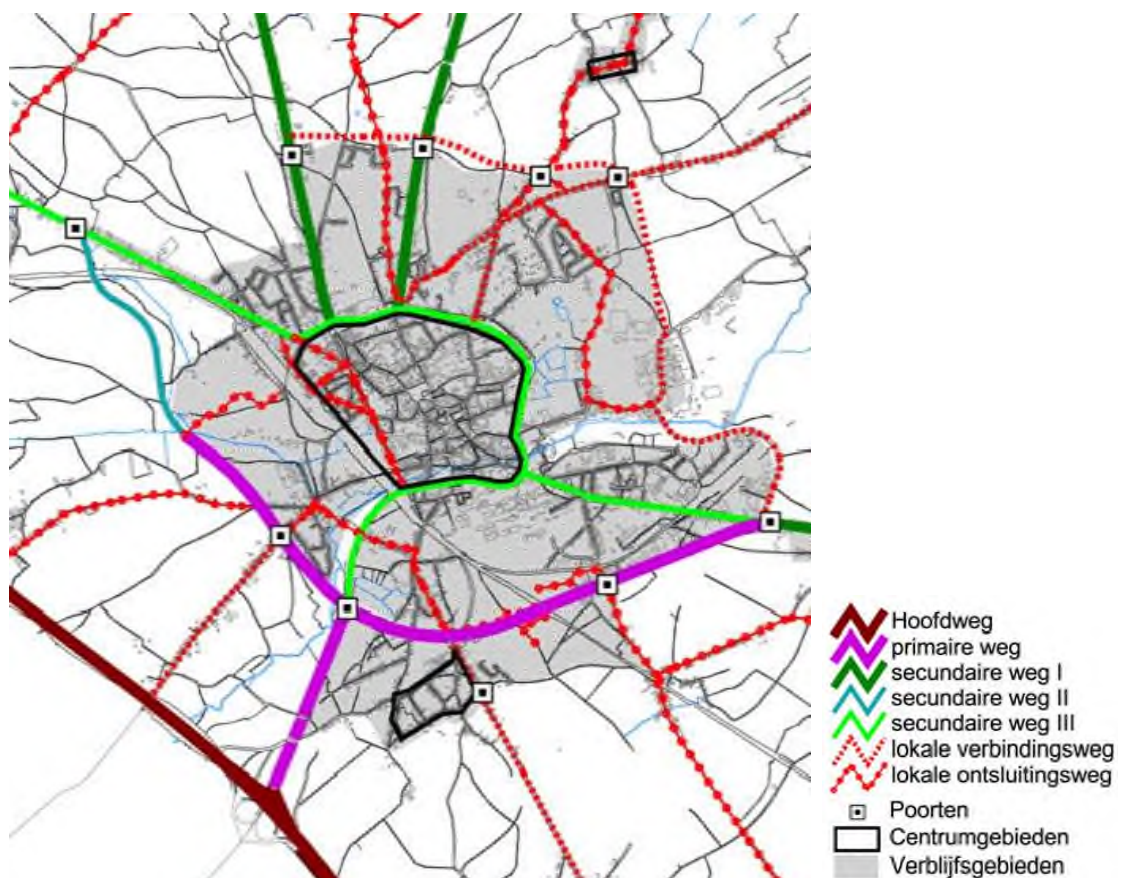 Hoofdweg
primaire weg
secundaire weg I
secundaire weg II
secundaire weg III
lokale verbindingsweg
lokale ontsluitingsweg
Poorten
Centrumgebieden
Verblijfsgebieden